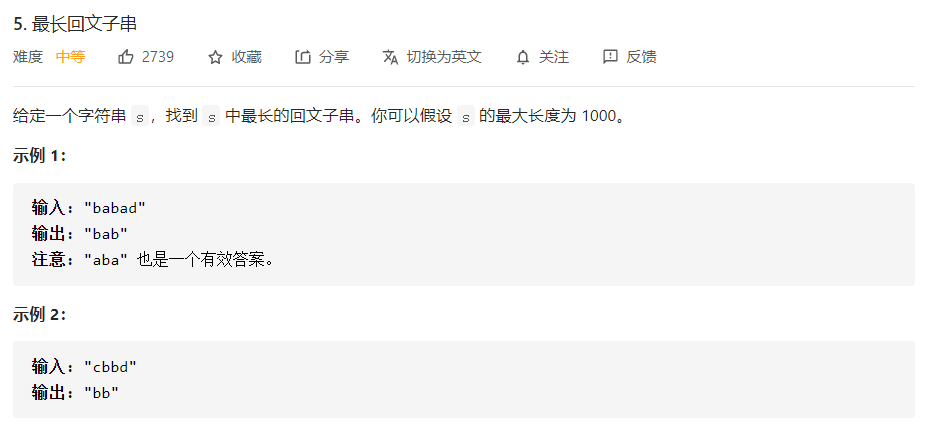 5. 最长回文子串
难度 中等 2739 收藏 分享 切换为英文 关注 反馈
给定一个字符串 s，找到 s 中最长的回文子串。你可以假设 s 的最大长度为 1000。
示例 1：
输入："babad"
输出："bab"
注意："aba" 也是一个有效答案。
示例 2：
输入："cbbd"
输出："bb"